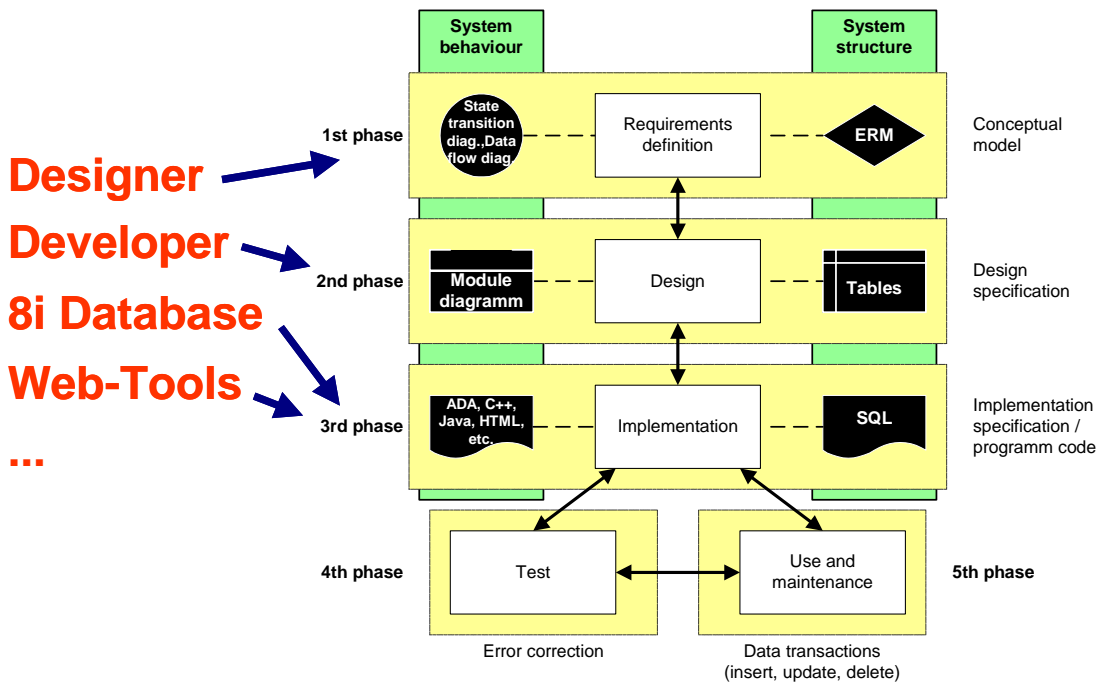 System
behaviour
System
structure
1st phase
State
transition
diag.,Data
flow diag.
Requirements
definition
ERM
Conceptual
model
Designer
Developer
8i Database
Web-Tools
...
2nd phase
Module
diagramm
Design
Tables
Design
specification
3rd phase
ADA, C++,
Java, HTML,
etc.
Implementation
SQL
Implementation
specification /
programm code
4th phase
Test
Use and
maintenance
5th phase
Error correction
Data transactions
(insert, update, delete)